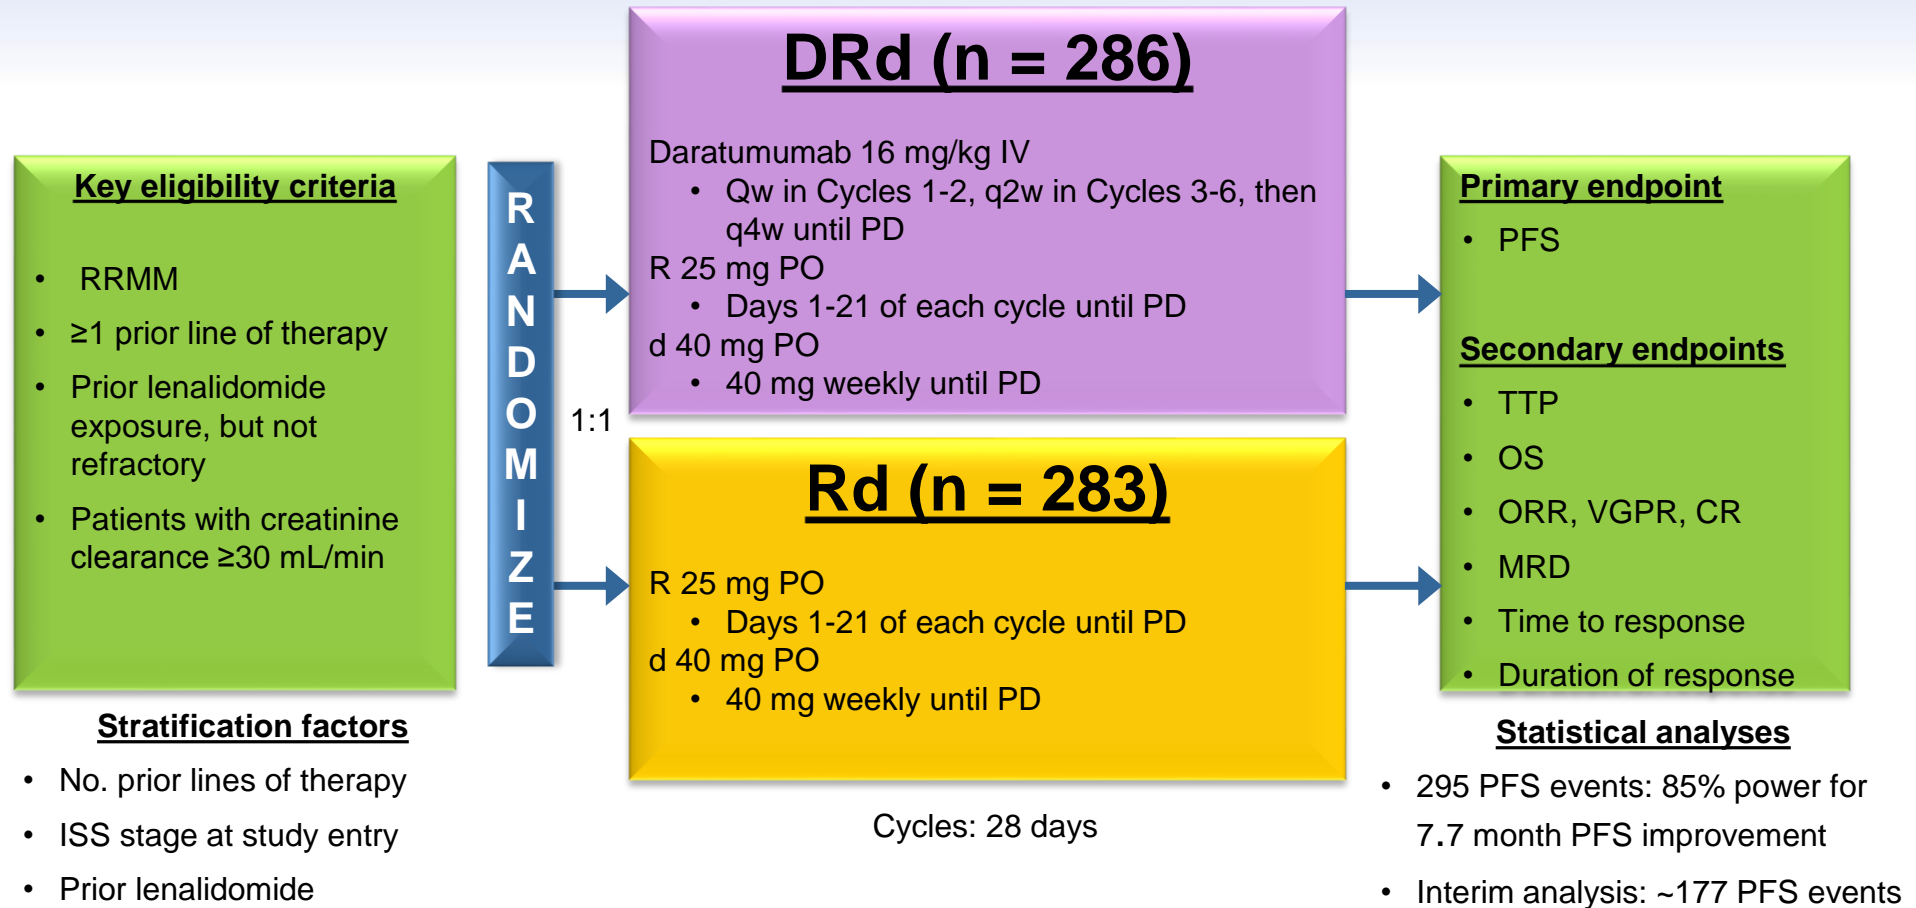 Key eligibility criteria
• RRMM
• ≥1 prior line of therapy
• Prior lenalidomide
exposure, but not
refractory
• Patients with creatinine
clearance ≥30 mL/min
Stratification factors
• No. prior lines of therapy
• ISS stage at study entry
• Prior lenalidomide
R
A
N
D
O
M
I
Z
E
1:1
DRd (n = 286)
Daratumumab 16 mg/kg IV
• Qw in Cycles 1-2, q2w in Cycles 3-6, then
q4w until PD
R 25 mg PO
• Days 1-21 of each cycle until PD
d 40 mg PO
• 40 mg weekly until PD
Rd (n = 283)
R 25 mg PO
• Days 1-21 of each cycle until PD
d 40 mg PO
• 40 mg weekly until PD
Cycles: 28 days
Primary endpoint
• PFS
Secondary endpoints
• TTP
• OS
• ORR, VGPR, CR
• MRD
• Time to response
• Duration of response
Statistical analyses
• 295 PFS events: 85% power for
7.7 month PFS improvement
• Interim analysis: ~177 PFS events